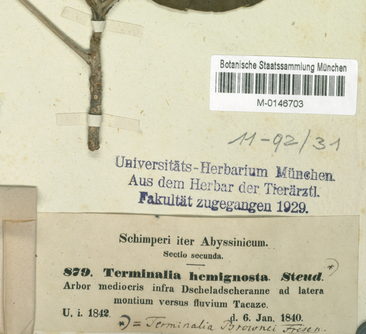 Botanische Staatssammlung München
M-0146703
11-92/31
Universitäts-Herbarium München.
Aus dem Herbar der Tierärztl.
Fakultät zugegangen 1929.
Schimperi iter Abyssinicum.
Sectio secunda.
879. Terminalia hemignosta. Steud. *)
Arbor mediocris infra Dscheladscheranne ad latera
montium versus fluvium Tacaze.
U. i. 1842. d. 6. Jan. 1840.
*) = Terminalia Brownei Fresen.